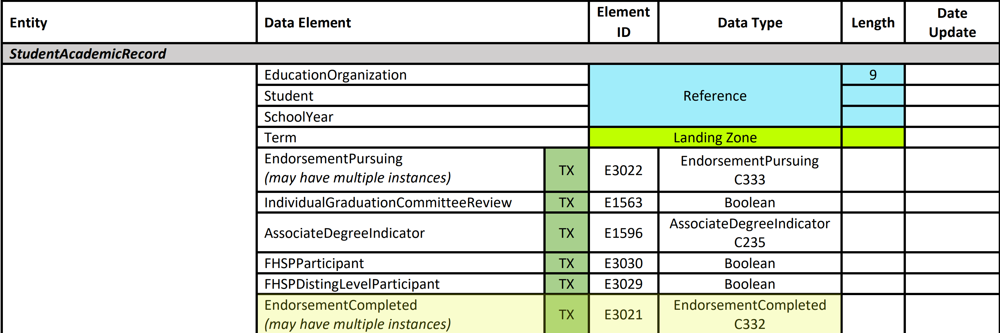 Entity Data Element Element ID Data Type Length Date Update
StudentAcademicRecord
EducationOrganization 9
Student Reference
SchoolYear
Term Landing Zone
EndorsementPursuing
(may have multiple instances) TX E3022 EndorsementPursuing
C333
IndividualGraduationCommitteeReview TX E1563 Boolean
AssociateDegreeIndicator TX E1596 AssociateDegreeIndicator
C235
FHSPParticipant TX E3030 Boolean
FHSPDistingLevelParticipant TX E3029 Boolean
EndorsementCompleted
(may have multiple instances) TX E3021 EndorsementCompleted
C332